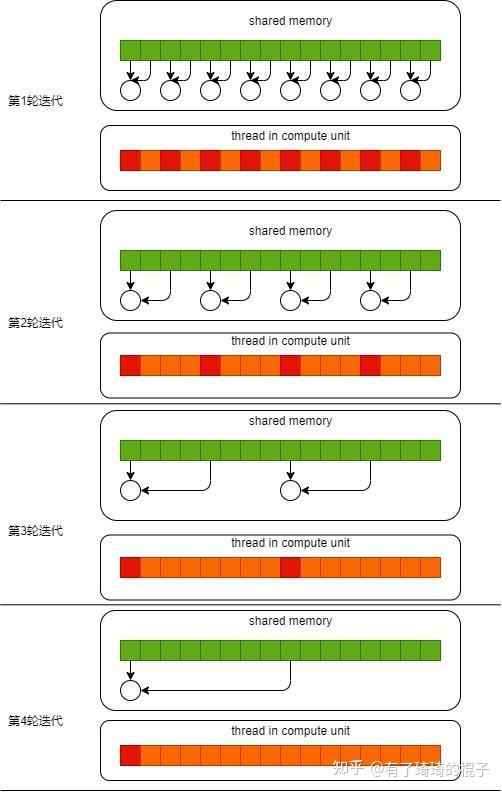 shared memory
第1轮迭代
thread in compute unit
shared memory
第2轮迭代
thread in compute unit
shared memory
第3轮迭代
thread in compute unit
shared memory
第4轮迭代
thread in compute unit
知乎 @有了琦琦的棍子